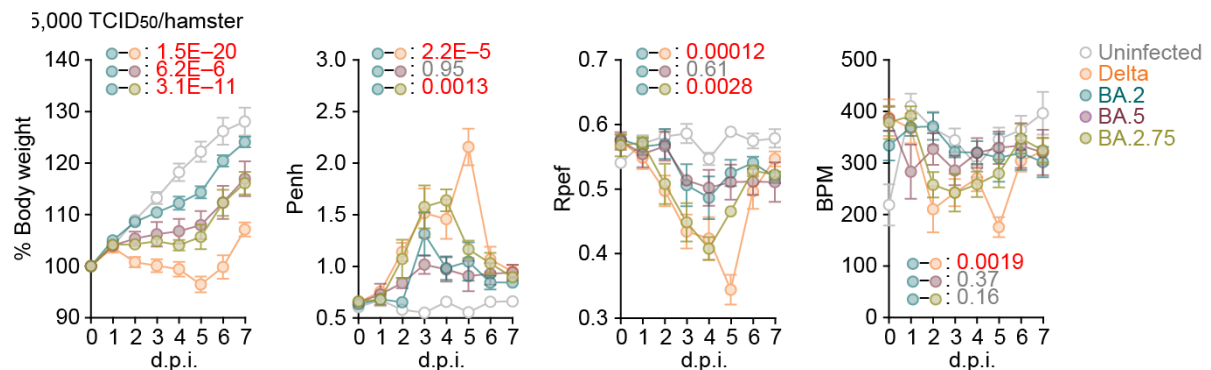 5,000 TCID50/hamster
% Body weight
140
130
120
110
100
90
0 1 2 3 4 5 6 7
d.p.i.
: 1.5E–20
: 6.2E–6
: 3.1E–11
Penh
3.0
2.5
2.0
1.5
1.0
0.5
0 1 2 3 4 5 6 7
d.p.i.
: 2.2E–5
: 0.95
: 0.0013
Rpef
0.7
0.6
0.5
0.4
0.3
0 1 2 3 4 5 6 7
d.p.i.
: 0.00012
: 0.61
: 0.0028
BPM
500
400
300
200
100
0
0 1 2 3 4 5 6 7
d.p.i.
: 0.0019
: 0.37
: 0.16
Uninfected
Delta
BA.2
BA.5
BA.2.75